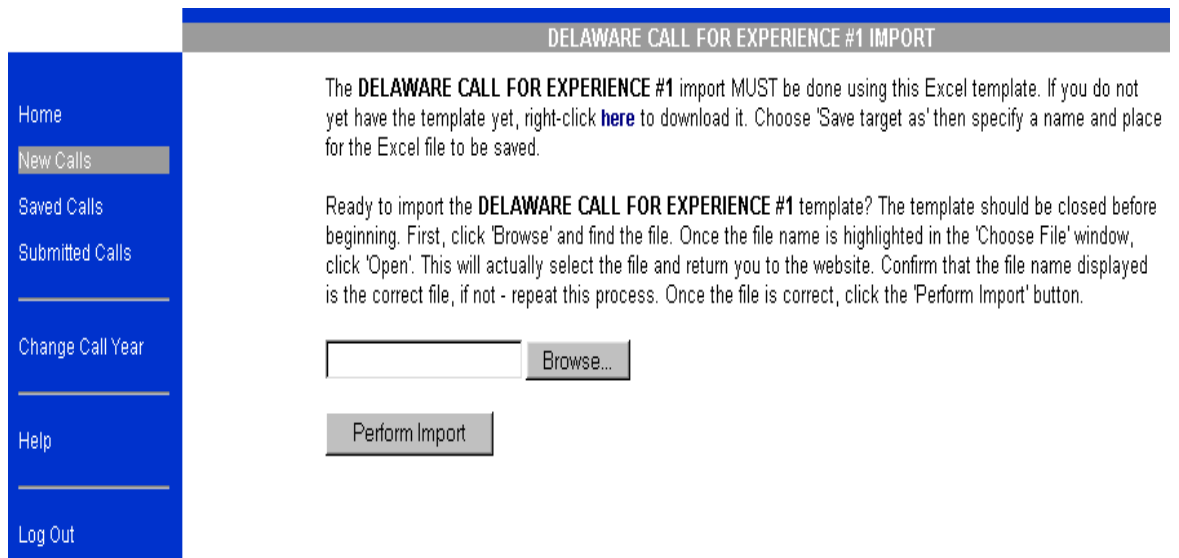 DELAWARE CALL FOR EXPERIENCE #1 IMPORT
Home
New Calls
Saved Calls
Submitted Calls
Change Call Year
Help
Log Out
The DELAWARE CALL FOR EXPERIENCE #1 import MUST be done using this Excel template. If you do not
yet have the template yet, right-click here to download it. Choose 'Save target as' then specify a name and place
for the Excel file to be saved.
Ready to import the DELAWARE CALL FOR EXPERIENCE #1 template? The template should be closed before
beginning. First, click 'Browse' and find the file. Once the file name is highlighted in the 'Choose File' window,
click 'Open'. This will actually select the file and return you to the website. Confirm that the file name displayed
is the correct file, if not - repeat this process. Once the file is correct, click the 'Perform Import' button.
Browse...
Perform Import